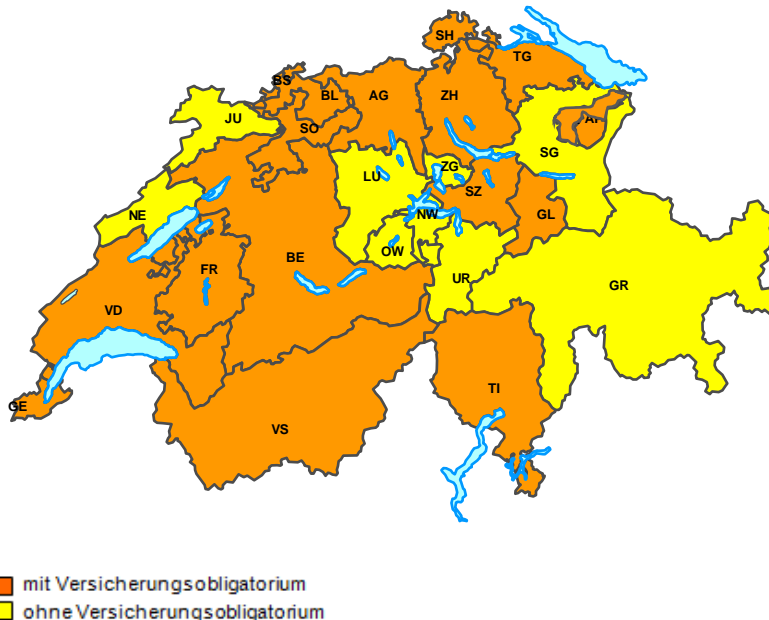 SH
TG
BS
BL
AG
ZH
JU
SO
AI
SG
LU
ZG
SZ
NE
NW
GL
OW
BE
FR
UR
GR
VD
TI
GE
VS
mit Versicherungsobligatorium
ohne Versicherungsobligatorium